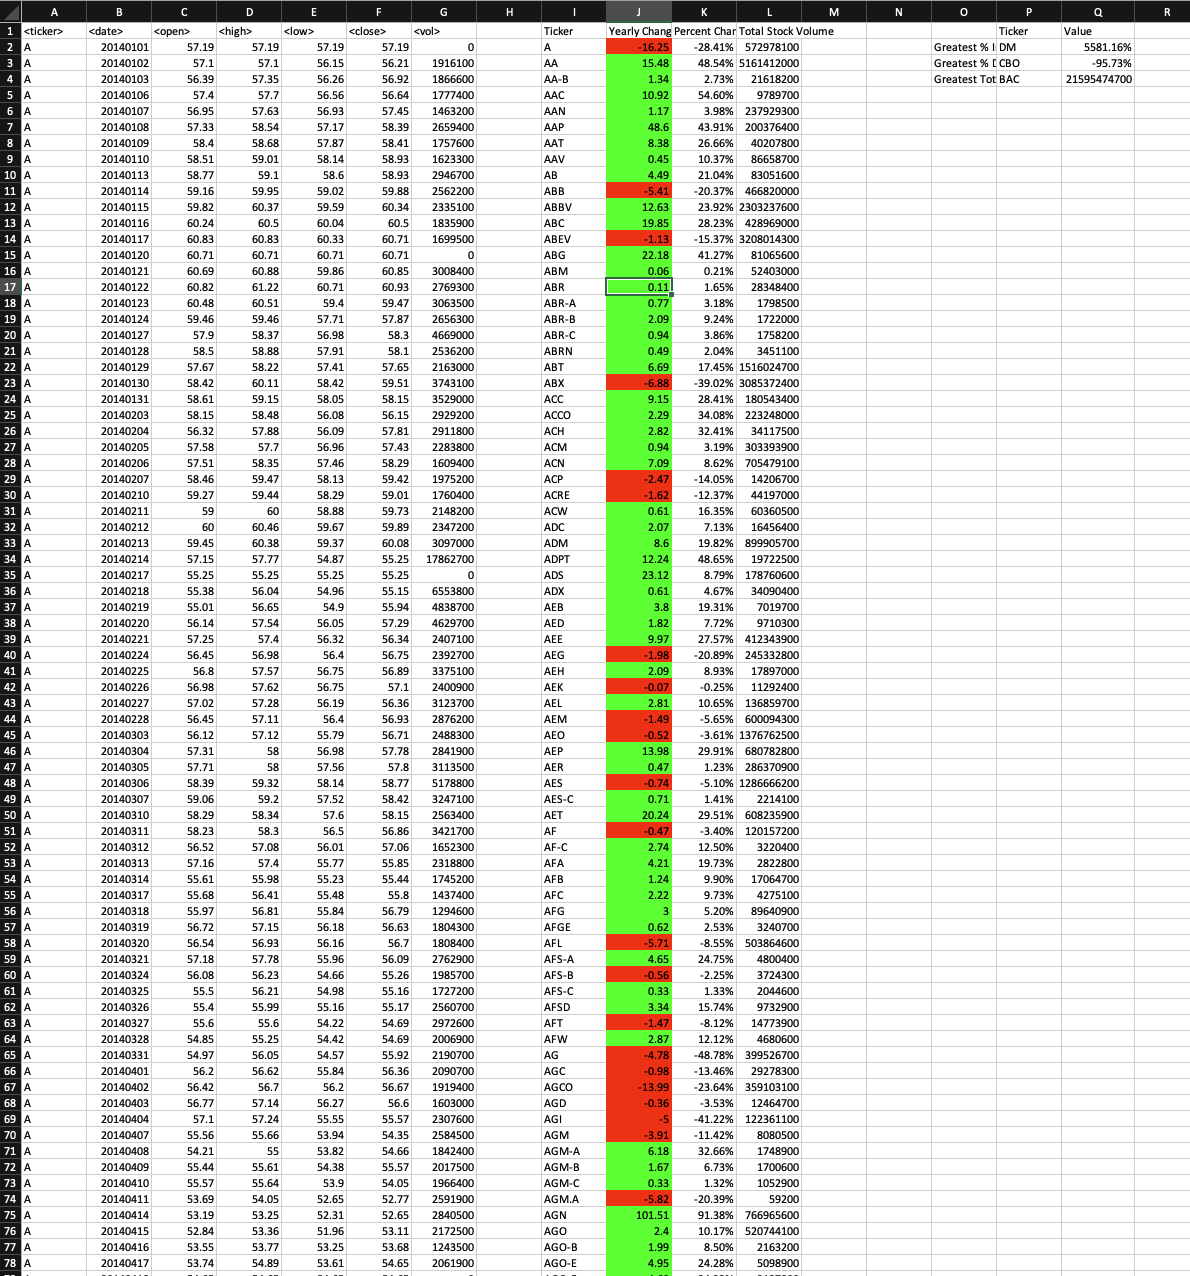 A B C D E F G H I J K L M N O P Q R
1 <ticker> <date> <open> <high> <low> <close> <vol> Ticker Yearly Chang Percent Char Total Stock Volume Ticker Value
2 A 20140101 57.19 57.19 57.19 57.19 0 A -16.25 -28.41% 572978100 Greatest % I DM 5581.16%
3 A 20140102 57.1 57.1 56.15 56.21 1916100 AA 15.48 48.54% 5161412000 Greatest % D CBO -95.73%
4 A 20140103 56.39 57.35 56.26 56.92 1866600 AA-B 1.34 2.73% 21618200 Greatest Tot BAC 21595474700
5 A 20140106 57.4 57.7 56.56 56.64 1777400 AAC 10.92 54.60% 9789700
6 A 20140107 56.95 57.63 56.93 57.45 1463200 AAN 1.17 3.98% 237929300
7 A 20140108 57.33 58.54 57.17 58.39 2659400 AAP 48.6 43.91% 200376400
8 A 20140109 58.4 58.68 57.87 58.41 1757600 AAT 8.38 26.66% 40207800
9 A 20140110 58.51 59.01 58.14 58.93 1623300 AAV 0.45 10.37% 86658700
10 A 20140113 58.77 59.1 58.6 58.93 2946700 AB 4.49 21.04% 83051600
11 A 20140114 59.16 59.95 59.02 59.88 2562200 ABB -5.41 -20.37% 466820000
12 A 20140115 59.82 60.37 59.59 60.34 2335100 ABBV 12.63 23.92% 2303237600
13 A 20140116 60.24 60.5 60.04 60.5 1835900 ABC 19.85 28.23% 428969000
14 A 20140117 60.83 60.83 60.33 60.71 1699500 ABEV -1.13 -15.37% 3208014300
15 A 20140120 60.71 60.71 60.71 60.71 0 ABG 22.18 41.27% 81065600
16 A 20140121 60.69 60.88 59.86 60.85 3008400 ABM 0.06 0.21% 52403000
17 A 20140122 60.82 61.22 60.71 60.93 2769300 ABR 0.11 1.65% 28348400
18 A 20140123 60.48 60.51 59.4 59.47 3063500 ABR-A 0.77 3.18% 1798500
19 A 20140124 59.46 59.46 57.71 57.87 2656300 ABR-B 2.09 9.24% 1722000
20 A 20140127 57.9 58.37 56.98 58.3 4669000 ABR-C 0.94 3.86% 1758200
21 A 20140128 58.5 58.88 57.91 58.1 2536200 ABRN 0.49 2.04% 3451100
22 A 20140129 57.67 58.22 57.41 57.65 2163000 ABT 6.69 17.45% 1516024700
23 A 20140130 58.42 60.11 58.42 59.51 3743100 ABX -6.88 -39.02% 3085372400
24 A 20140131 58.61 59.15 58.05 58.15 3529000 ACC 9.15 28.41% 180543400
25 A 20140203 58.15 58.48 56.08 56.15 2929200 ACCO 2.29 34.08% 223248000
26 A 20140204 56.32 57.88 56.09 57.81 2911800 ACH 2.82 32.41% 34117500
27 A 20140205 57.58 57.7 56.96 57.43 2283800 ACM 0.94 3.19% 303393900
28 A 20140206 57.51 58.35 57.46 58.29 1609400 ACN 7.09 8.62% 705479100
29 A 20140207 58.46 59.47 58.13 59.42 1975200 ACP -2.47 -14.05% 14206700
30 A 20140210 59.27 59.44 58.29 59.01 1760400 ACRE -1.62 -12.37% 44197000
31 A 20140211 59 60 58.88 59.73 2148200 ACW 0.61 16.35% 60360500
32 A 20140212 60 60.46 59.67 59.89 2347200 ADC 2.07 7.13% 16456400
33 A 20140213 59.45 60.38 59.37 60.08 3097000 ADM 8.6 19.82% 899905700
34 A 20140214 57.15 57.77 54.87 55.25 17862700 ADPT 12.24 48.65% 19722500
35 A 20140217 55.25 55.25 55.25 55.25 0 ADS 23.12 8.79% 178760600
36 A 20140218 55.38 56.04 54.96 55.15 6553800 ADX 0.61 4.67% 34090400
37 A 20140219 55.01 56.65 54.9 55.94 4838700 AEB 3.8 19.31% 7019700
38 A 20140220 56.14 57.54 56.05 57.29 4629700 AED 1.82 7.72% 9710300
39 A 20140221 57.25 57.4 56.32 56.34 2407100 AEE 9.97 27.57% 412343900
40 A 20140224 56.45 56.98 56.4 56.75 2392700 AEG -1.98 -20.89% 245332800
41 A 20140225 56.8 57.57 56.75 56.89 3375100 AEH 2.09 8.93% 17897000
42 A 20140226 56.98 57.62 56.75 57.1 2400900 AEK -0.07 -0.25% 11292400
43 A 20140227 57.02 57.28 56.19 56.36 3123700 AEL 2.81 10.65% 136859700
44 A 20140228 56.45 57.11 56.4 56.93 2876200 AEM -1.49 -5.65% 600094300
45 A 20140303 56.12 57.12 55.79 56.71 2488300 AEO -0.52 -3.61% 1376762500
46 A 20140304 57.31 58 56.98 57.78 2841900 AEP 13.98 29.91% 680782800
47 A 20140305 57.71 58 57.56 57.8 3113500 AER 0.47 1.23% 286370900
48 A 20140306 58.39 59.32 58.14 58.77 5178800 AES -0.74 -5.10% 1286666200
49 A 20140307 59.06 59.2 57.52 58.42 3247100 AES-C 0.71 1.41% 2214100
50 A 20140310 58.29 58.34 57.6 58.15 2563400 AET 20.24 29.51% 608235900
51 A 20140311 58.23 58.3 56.5 56.86 3421700 AF -0.47 -3.40% 120157200
52 A 20140312 56.52 57.08 56.01 57.06 1652300 AF-C 2.74 12.50% 3220400
53 A 20140313 57.16 57.4 55.77 55.85 2318800 AFA 4.21 19.73% 2822800
54 A 20140314 55.61 55.98 55.23 55.44 1745200 AFB 1.24 9.90% 17064700
55 A 20140317 55.68 56.41 55.48 55.8 1437400 AFC 2.22 9.73% 4275100
56 A 20140318 55.97 56.81 55.84 56.79 1294600 AFG 3 5.20% 89640900
57 A 20140319 56.72 57.15 56.18 56.63 1804300 AFGE 0.62 2.53% 3240700
58 A 20140320 56.54 56.93 56.16 56.7 1808400 AFL -5.71 -8.55% 503864600
59 A 20140321 57.18 57.78 55.96 56.09 2762900 AFS-A 4.65 24.75% 4800400
60 A 20140324 56.08 56.23 54.66 55.26 1985700 AFS-B -0.56 -2.25% 3724300
61 A 20140325 55.5 56.21 54.98 55.16 1727200 AFS-C 0.33 1.33% 2044600
62 A 20140326 55.4 55.99 55.16 55.17 2560700 AFSD 3.34 15.74% 9732900
63 A 20140327 55.6 55.6 54.22 54.69 2972600 AFT -1.47 -8.12% 14773900
64 A 20140328 54.85 55.25 54.42 54.69 2006900 AFW 2.87 12.12% 4680600
65 A 20140331 54.97 56.05 54.57 55.92 2190700 AG -4.78 -48.78% 399526700
66 A 20140401 56.2 56.62 55.84 56.36 2090700 AGC -0.98 -13.46% 29278300
67 A 20140402 56.42 56.7 56.2 56.67 1919400 AGCO -13.99 -23.64% 359103100
68 A 20140403 56.77 57.14 56.27 56.6 1603000 AGD -0.36 -3.53% 12464700
69 A 20140404 57.1 57.24 55.55 55.57 2307600 AGI -5 -41.22% 122361100
70 A 20140407 55.56 55.66 53.94 54.35 2584500 AGM -3.91 -11.42% 8080500
71 A 20140408 54.21 55 53.82 54.66 1842400 AGM-A 6.18 32.66% 1748900
72 A 20140409 55.44 55.61 54.38 55.57 2017500 AGM-B 1.67 6.73% 1700600
73 A 20140410 55.57 55.64 53.9 54.05 1966400 AGM-C 0.33 1.32% 1052900
74 A 20140411 53.69 54.05 52.65 52.77 2591900 AGM.A -5.82 -20.39% 59200
75 A 20140414 53.19 53.25 52.31 52.65 2840500 AGN 101.51 91.38% 766965600
76 A 20140415 52.84 53.36 51.96 53.11 2172500 AGO 2.4 10.17% 520744100
77 A 20140416 53.55 53.77 53.25 53.68 1243500 AGO-B 1.99 8.50% 2163200
78 A 20140417 53.74 54.89 53.61 54.65 2061900 AGO-E 4.95 24.28% 5098900